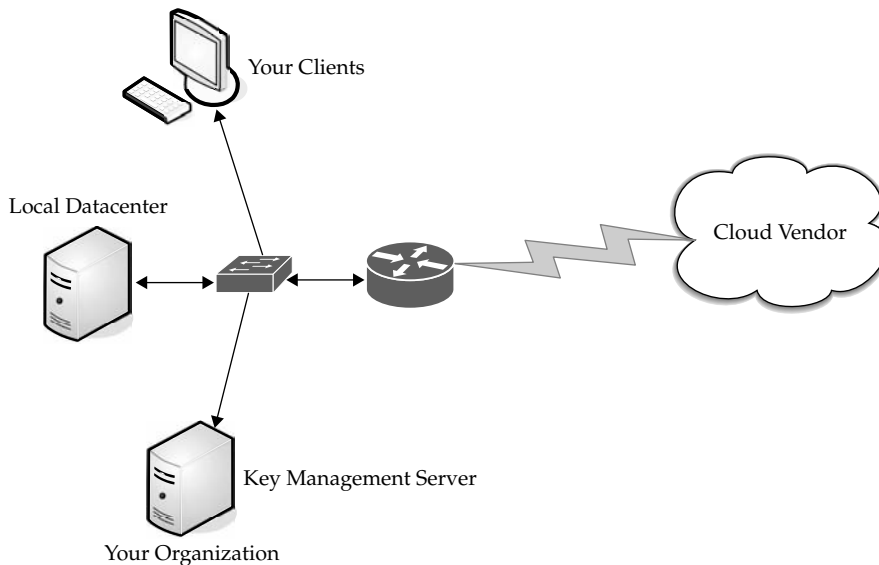 Your Clients
Local Datacenter
Cloud Vendor
Key Management Server
Your Organization